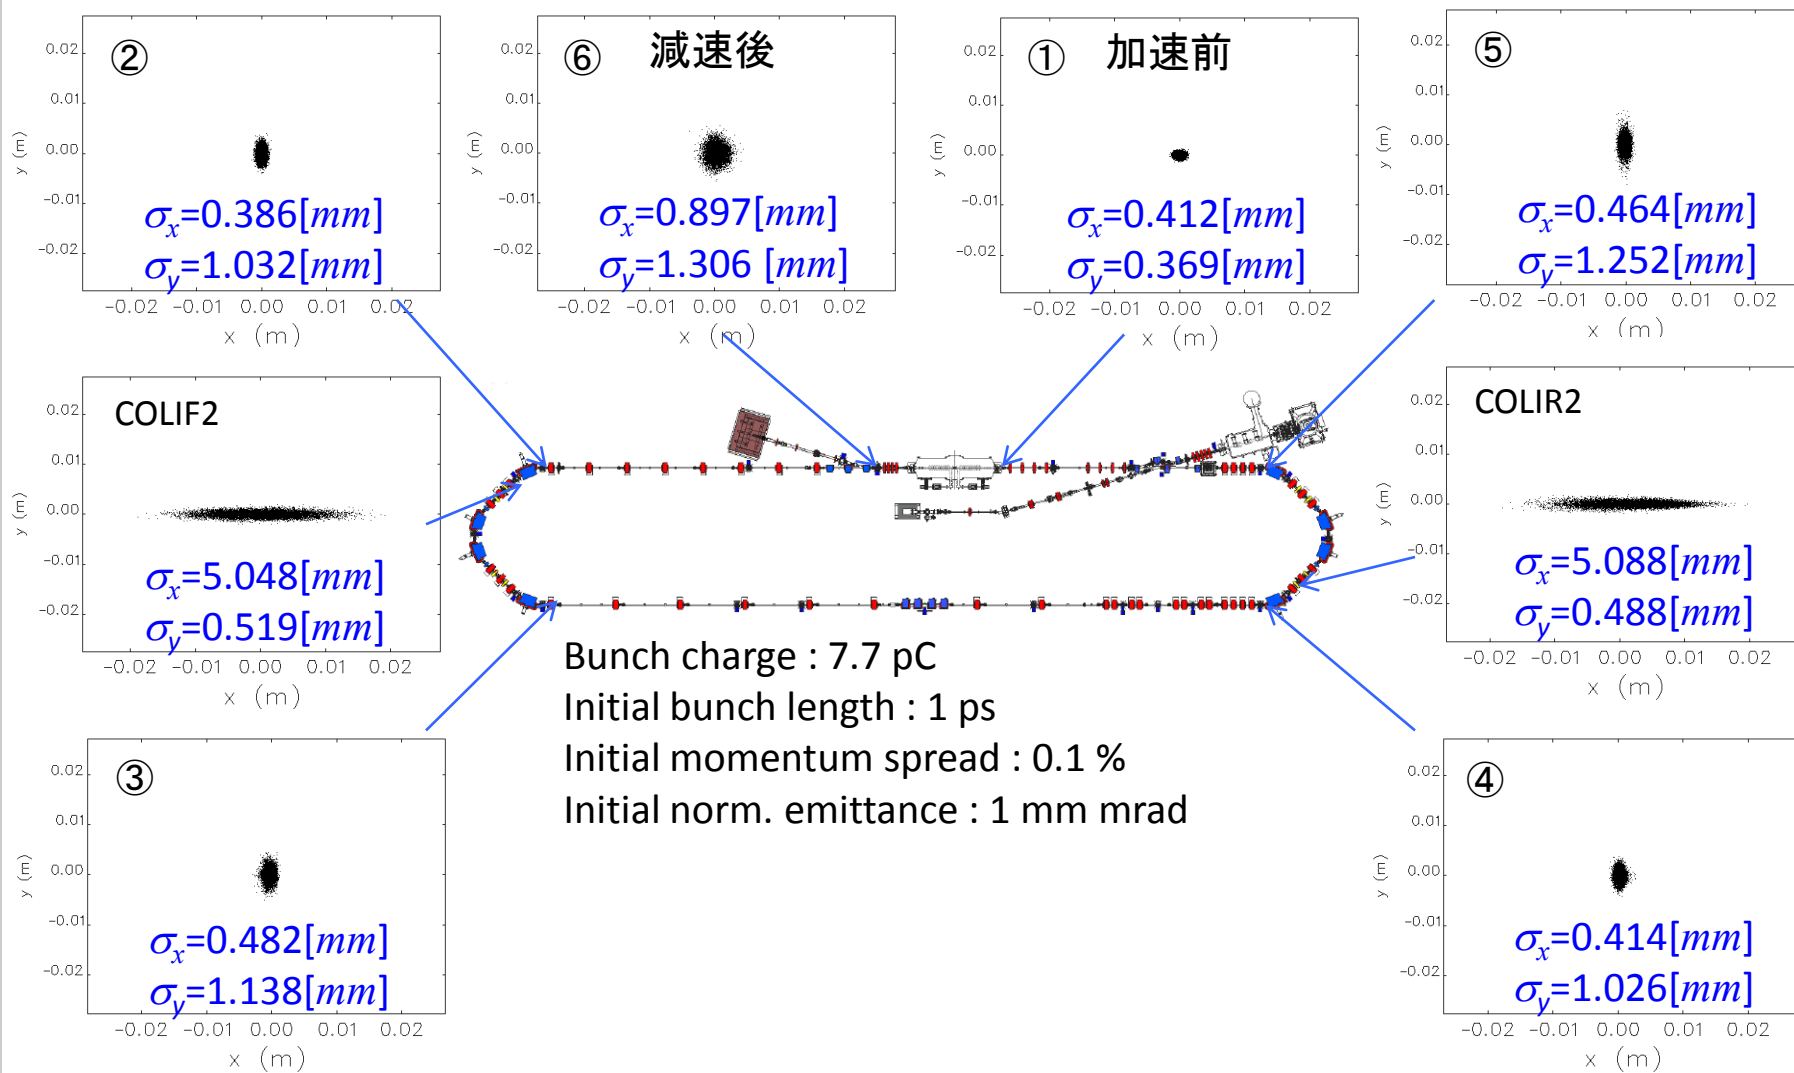 ②
0.02
0.01
0.00
-0.01
-0.02
y (m)
σx=0.386[mm]
σy=1.032[mm]
-0.02 -0.01 0.00 0.01 0.02
x (m)
⑥ 減速後
0.02
0.01
0.00
-0.01
-0.02
y (m)
σx=0.897[mm]
σy=1.306 [mm]
-0.02 -0.01 0.00 0.01 0.02
x (m)
① 加速前
0.02
0.01
0.00
-0.01
-0.02
y (m)
σx=0.412[mm]
σy=0.369[mm]
-0.02 -0.01 0.00 0.01 0.02
x (m)
⑤
0.02
0.01
0.00
-0.01
-0.02
y (m)
σx=0.464[mm]
σy=1.252[mm]
-0.02 -0.01 0.00 0.01 0.02
x (m)
COLIF2
0.02
0.01
0.00
-0.01
-0.02
y (m)
σx=5.048[mm]
σy=0.519[mm]
-0.02 -0.01 0.00 0.01 0.02
x (m)
COLIR2
0.02
0.01
0.00
-0.01
-0.02
y (m)
σx=5.088[mm]
σy=0.488[mm]
-0.02 -0.01 0.00 0.01 0.02
x (m)
Bunch charge : 7.7 pC
Initial bunch length : 1 ps
Initial momentum spread : 0.1 %
Initial norm. emittance : 1 mm mrad
③
0.02
0.01
0.00
-0.01
-0.02
y (m)
σx=0.482[mm]
σy=1.138[mm]
-0.02 -0.01 0.00 0.01 0.02
x (m)
④
0.02
0.01
0.00
-0.01
-0.02
y (m)
σx=0.414[mm]
σy=1.026[mm]
-0.02 -0.01 0.00 0.01 0.02
x (m)